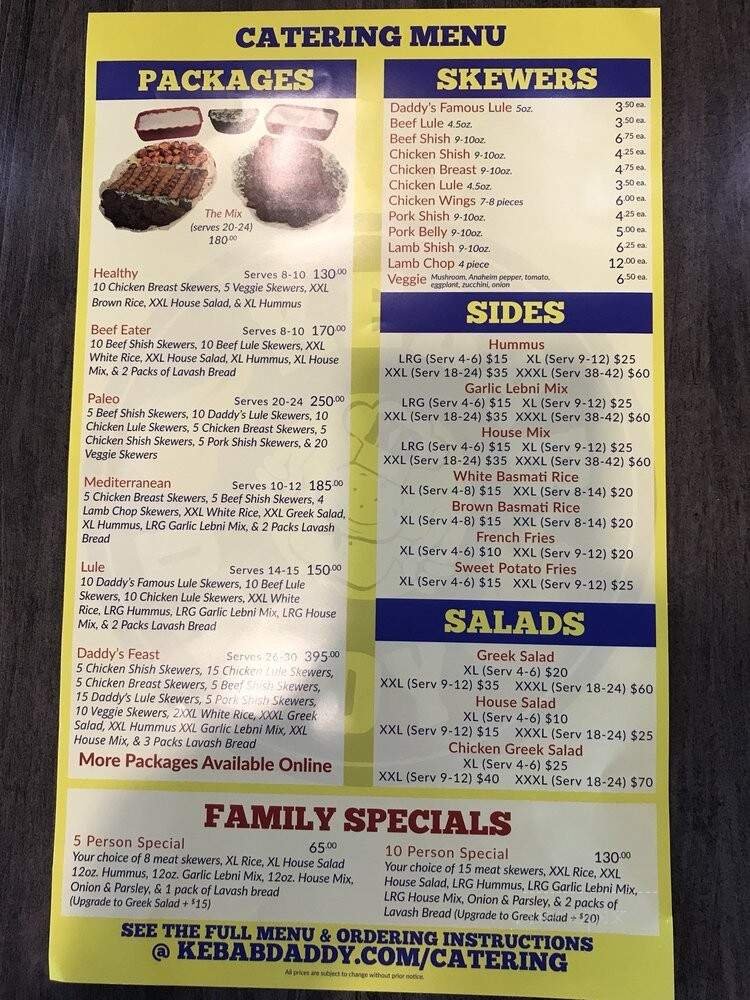 CATERING MENU
PACKAGES
The Mix
(serves 20-24)
180.00
Healthy Serves 8-10 130.00
10 Chicken Breast Skewers, 5 Veggie Skewers, XXL
Brown Rice, XXL House Salad, & XL Hummus
Beef Eater Serves 8-10 170.00
10 Beef Shish Skewers, 10 Beef Lule Skewers, XXL
White Rice, XXL House Salad, XL Hummus, XL House
Mix, & 2 Packs of Lavash Bread
Paleo Serves 20-24 250.00
5 Beef Shish Skewers, 10 Daddy's Lule Skewers, 10
Chicken Lule Skewers, 5 Chicken Breast Skewers, 5
Chicken Shish Skewers, 5 Pork Shish Skewers, & 20
Veggie Skewers
Mediterranean Serves 10-12 185.00
5 Chicken Breast Skewers, 5 Beef Shish Skewers, 4
Lamb Chop Skewers, XXL White Rice, XXL Greek Salad,
XL Hummus, LRG Garlic Lebni Mix, & 2 Packs Lavash
Bread
Lule Serves 14-15 150.00
10 Daddy's Famous Lule Skewers, 10 Beef Lule
Skewers, 10 Chicken Lule Skewers, XXL White
Rice, LRG Hummus, LRG Garlic Lebni Mix, LRG House
Mix, & 2 Packs Lavash Bread
Daddy's Feast Serves 26-30 395.00
5 Chicken Shish Skewers, 15 Chicken Lule Skewers,
5 Chicken Breast Skewers, 5 Beef Shish Skewers,
15 Daddy's Lule Skewers, 5 Pork Shish Skewers,
10 Veggie Skewers, 2XXL White Rice, XXXL Greek
Salad, XXL Hummus XXL Garlic Lebni Mix, XXL
House Mix, & 3 Packs Lavash Bread
More Packages Available Online
SKEWERS
Daddy's Famous Lule 5oz. 3.50 ea.
Beef Lule 4.5oz. 3.50 ea.
Beef Shish 9-10oz. 6.75 ea.
Chicken Shish 9-10oz. 4.25 ea.
Chicken Breast 9-10oz. 4.75 ea.
Chicken Lule 4.5oz. 3.50 ea.
Chicken Wings 7-8 pieces 6.00 ea.
Pork Shish 9-10oz. 4.25 ea.
Pork Belly 9-10oz. 5.00 ea.
Lamb Shish 9-10oz. 6.25 ea.
Lamb Chop 4 piece 12.00 ea.
Veggie Mushroom, Anaheim pepper, tomato, 6.50 ea.
eggplant, zucchini, onion
SIDES
Hummus
LRG (Serv 4-6) $15 XL (Serv 9-12) $25
XXL (Serv 18-24) $35 XXXL (Serv 38-42) $60
Garlic Lebni Mix
LRG (Serv 4-6) $15 XL (Serv 9-12) $25
XXL (Serv 18-24) $35 XXXL (Serv 38-42) $60
House Mix
LRG (Serv 4-6) $15 XL (Serv 9-12) $25
XXL (Serv 18-24) $35 XXXL (Serv 38-42) $60
White Basmati Rice
XL (Serv 4-8) $15 XXL (Serv 8-14) $20
Brown Basmati Rice
XL (Serv 4-8) $15 XXL (Serv 8-14) $20
French Fries
XL (Serv 4-6) $10 XXL (Serv 9-12) $20
Sweet Potato Fries
XL (Serv 4-6) $15 XXL (Serv 9-12) $25
SALADS
Greek Salad
XL (Serv 4-6) $20
XXL (Serv 9-12) $35 XXXL (Serv 18-24) $60
House Salad
XL (Serv 4-6) $10
XXL (Serv 9-12) $15 XXXL (Serv 18-24) $25
Chicken Greek Salad
XL (Serv 4-6) $25
XXL (Serv 9-12) $40 XXXL (Serv 18-24) $70
FAMILY SPECIALS
5 Person Special 65.00
Your choice of 8 meat skewers, XL Rice, XL House Salad
12oz. Hummus, 12oz. Garlic Lebni Mix, 12oz. House Mix,
Onion & Parsley, & 1 pack of Lavash bread
(Upgrade to Greek Salad + $15)
10 Person Special 130.00
Your choice of 15 meat skewers, XXL Rice, XXL
House Salad, LRG Hummus, LRG Garlic Lebni Mix,
LRG House Mix, Onion & Parsley, & 2 packs of
Lavash Bread (Upgrade to Greek Salad + $20)
SEE THE FULL MENU & ORDERING INSTRUCTIONS
@ KEBABDADDY.COM/CATERING
All prices are subject to change without prior notice.